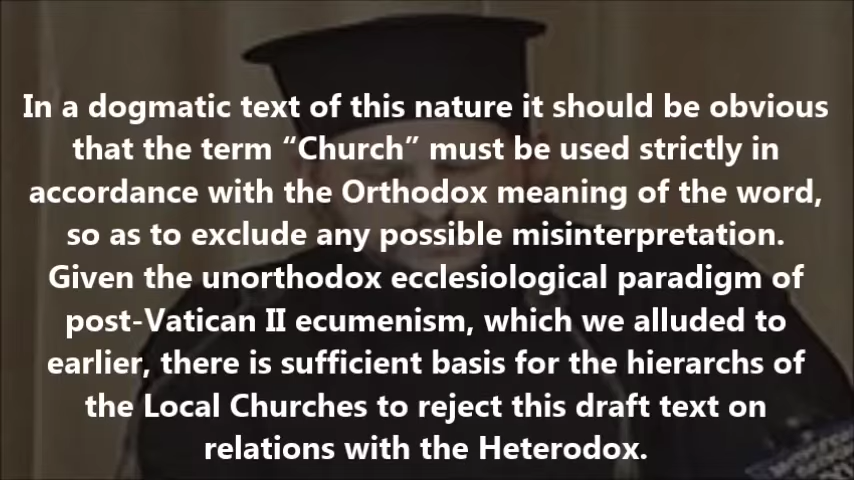 In a dogmatic text of this nature it should be obvious
that the term “Church” must be used strictly in
accordance with the Orthodox meaning of the word,
so as to exclude any possible misinterpretation.
Given the unorthodox ecclesiological paradigm of
post-Vatican II ecumenism, which we alluded to
earlier, there is sufficient basis for the hierarchs of
the Local Churches to reject this draft text on
relations with the Heterodox.